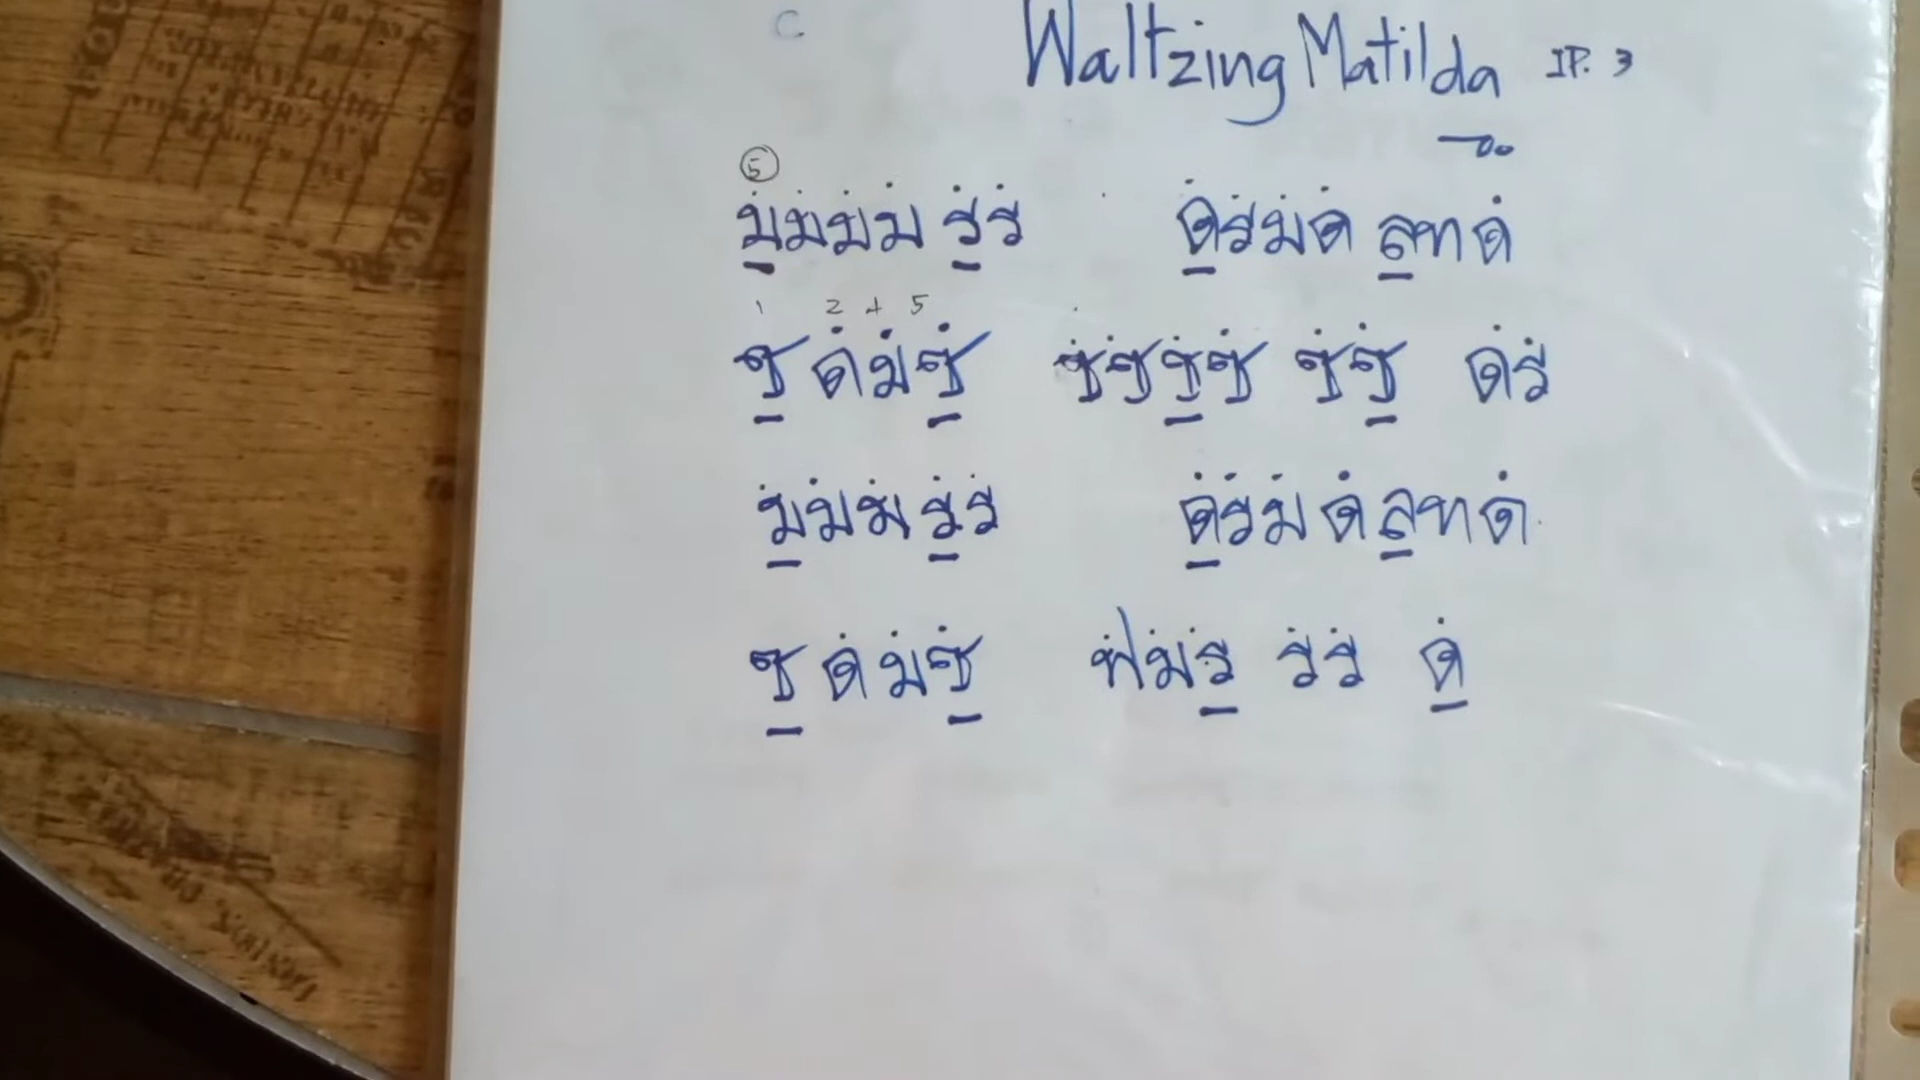 C Waltzing Matilda IP. 3
⑤
มํมํมํมํ รํรํ ดํรํมํดํ ลทดํ
1 2 4 5
ซ ดํมํซํ ซํซํซํซํ ซํซํ ดํรํ
มํมํมํรํรํ ดํรํมํดํลทดํ
ซ ดํมํซํ ฟํมํรํ รํรํ ดํ